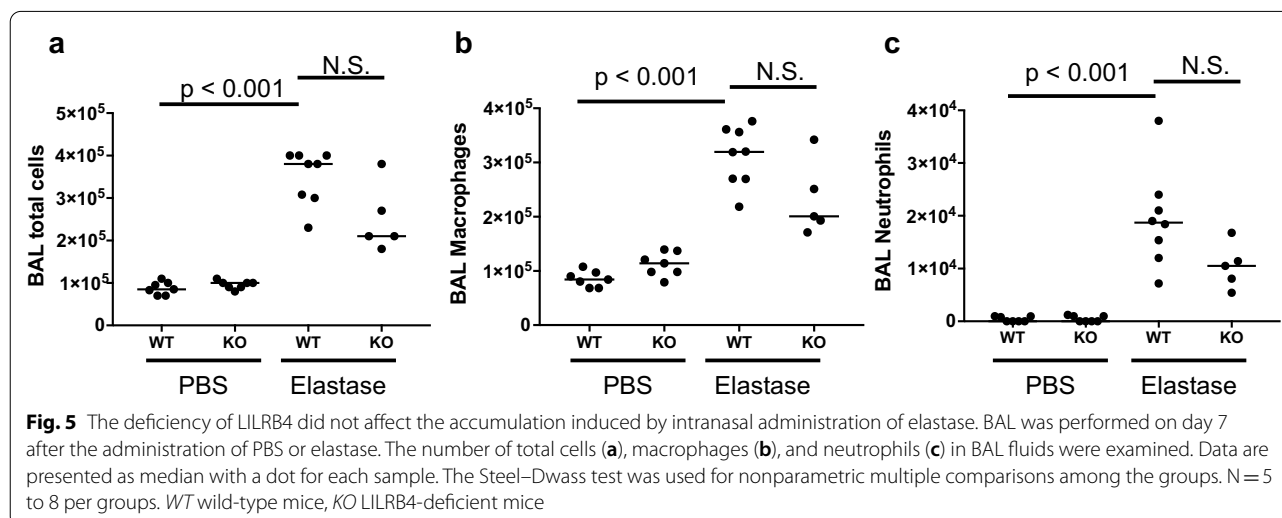 a
N.S.
p < 0.001
BAL total cells
5×10⁵
4×10⁵
3×10⁵
2×10⁵
1×10⁵
0
WT KO WT KO
PBS Elastase
b
N.S.
p < 0.001
BAL Macrophages
4×10⁵
3×10⁵
2×10⁵
1×10⁵
0
WT KO WT KO
PBS Elastase
c
p < 0.001 N.S.
BAL Neutrophils
4×10⁴
3×10⁴
2×10⁴
1×10⁴
0
WT KO WT KO
PBS Elastase
Fig. 5 The deficiency of LILRB4 did not affect the accumulation induced by intranasal administration of elastase. BAL was performed on day 7
after the administration of PBS or elastase. The number of total cells (a), macrophages (b), and neutrophils (c) in BAL fluids were examined. Data are
presented as median with a dot for each sample. The Steel–Dwass test was used for nonparametric multiple comparisons among the groups. N = 5
to 8 per groups. WT wild-type mice, KO LILRB4-deficient mice